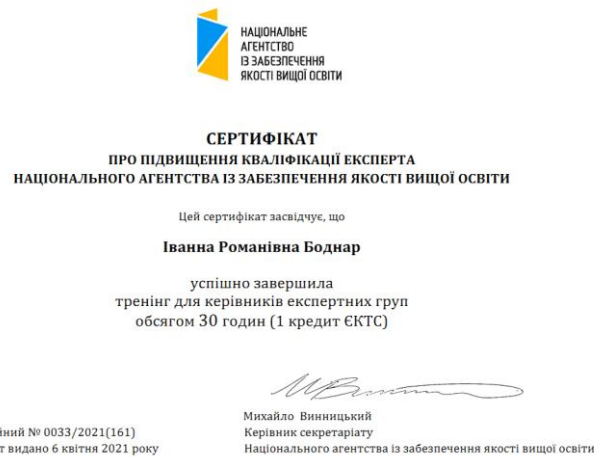 НАЦІОНАЛЬНЕ
АГЕНТСТВО
ІЗ ЗАБЕЗПЕЧЕННЯ
ЯКОСТІ ВИЩОЇ ОСВІТИ
СЕРТИФІКАТ
ПРО ПІДВИЩЕННЯ КВАЛІФІКАЦІЇ ЕКСПЕРТА
НАЦІОНАЛЬНОГО АГЕНТСТВА ІЗ ЗАБЕЗПЕЧЕННЯ ЯКОСТІ ВИЩОЇ ОСВІТИ
Цей сертифікат засвідчує, що
Іванна Романівна Боднар
успішно завершила
тренінг для керівників експертних груп
обсягом 30 годин (1 кредит ЄКТС)
Михайло Винницький
йний № 0033/2021(161) Керівник секретаріату
т видано 6 квітня 2021 року Національного агентства із забезпечення якості вищої освіти